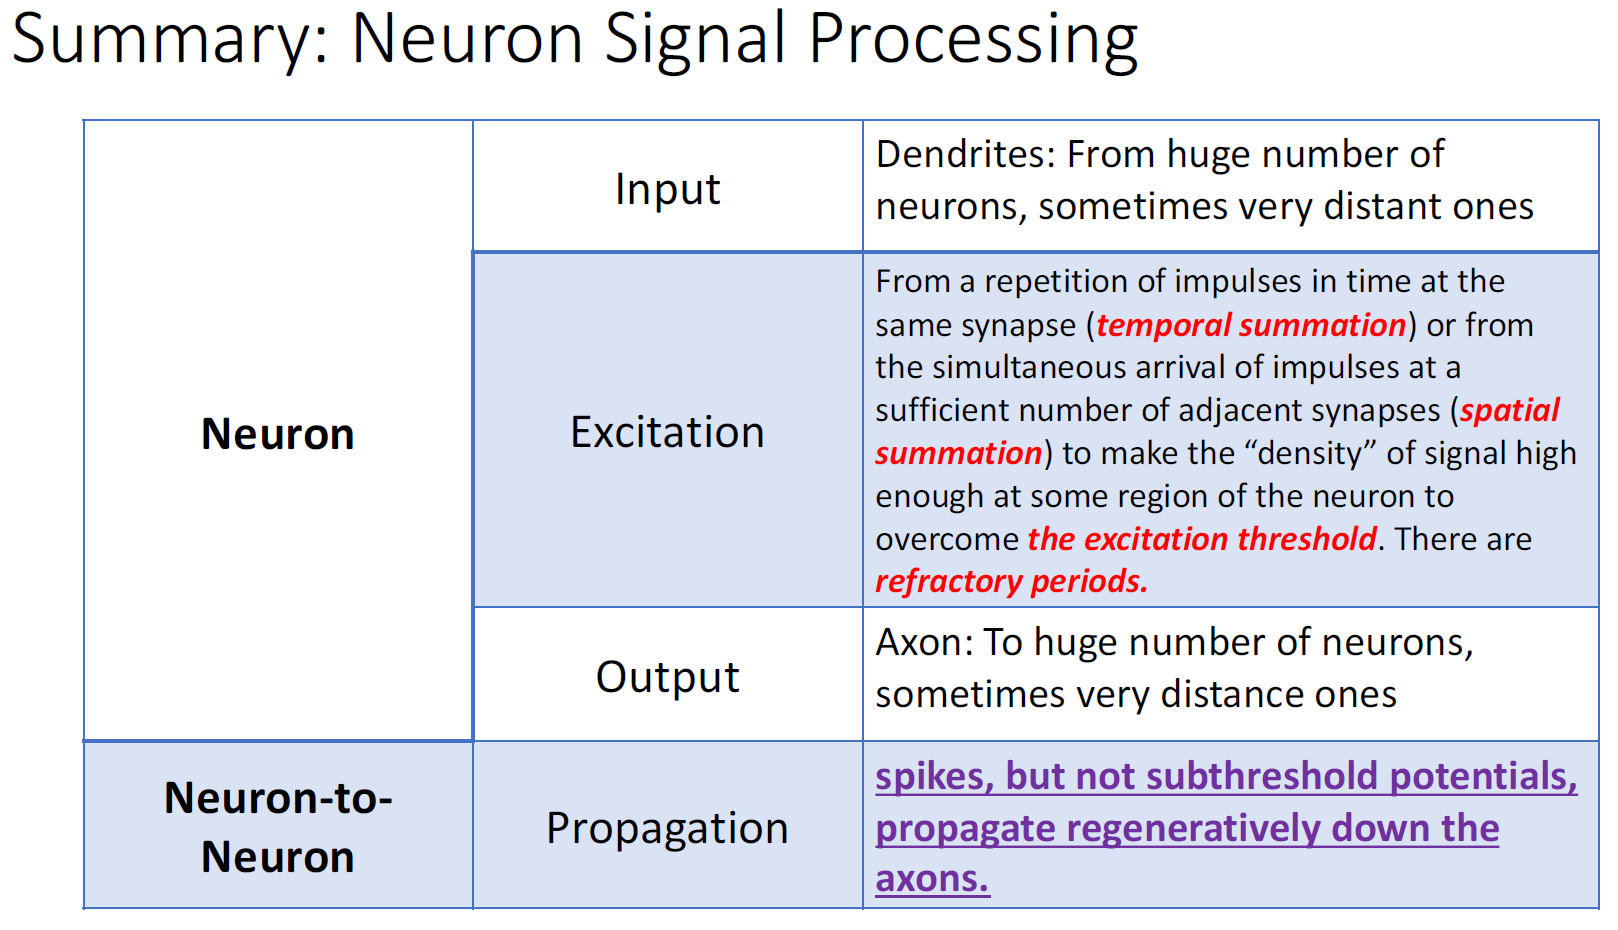 Summary: Neuron Signal Processing
Neuron
Input
Dendrites: From huge number of
neurons, sometimes very distant ones
Excitation
From a repetition of impulses in time at the
same synapse (temporal summation) or from
the simultaneous arrival of impulses at a
sufficient number of adjacent synapses (spatial
summation) to make the “density” of signal high
enough at some region of the neuron to
overcome the excitation threshold. There are
refractory periods.
Output
Axon: To huge number of neurons,
sometimes very distance ones
Neuron-to-
Neuron
Propagation
spikes, but not subthreshold potentials,
propagate regeneratively down the
axons.